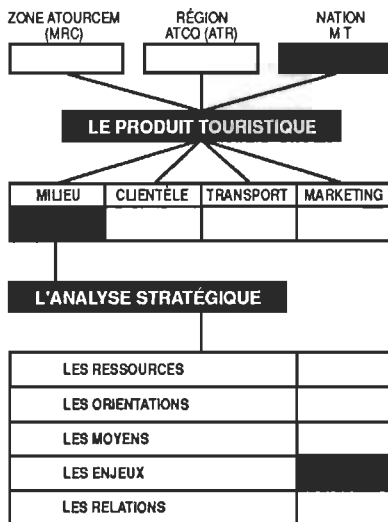 ZONE ATOURCEM RÉGION NATION
(MRC) ATCQ (ATR) M T
LE PRODUIT TOURISTIQUE
MILIEU CLIENTÈLE TRANSPORT MARKETING
L'ANALYSE STRATÉGIQUE
LES RESSOURCES
LES ORIENTATIONS
LES MOYENS
LES ENJEUX
LES RELATIONS